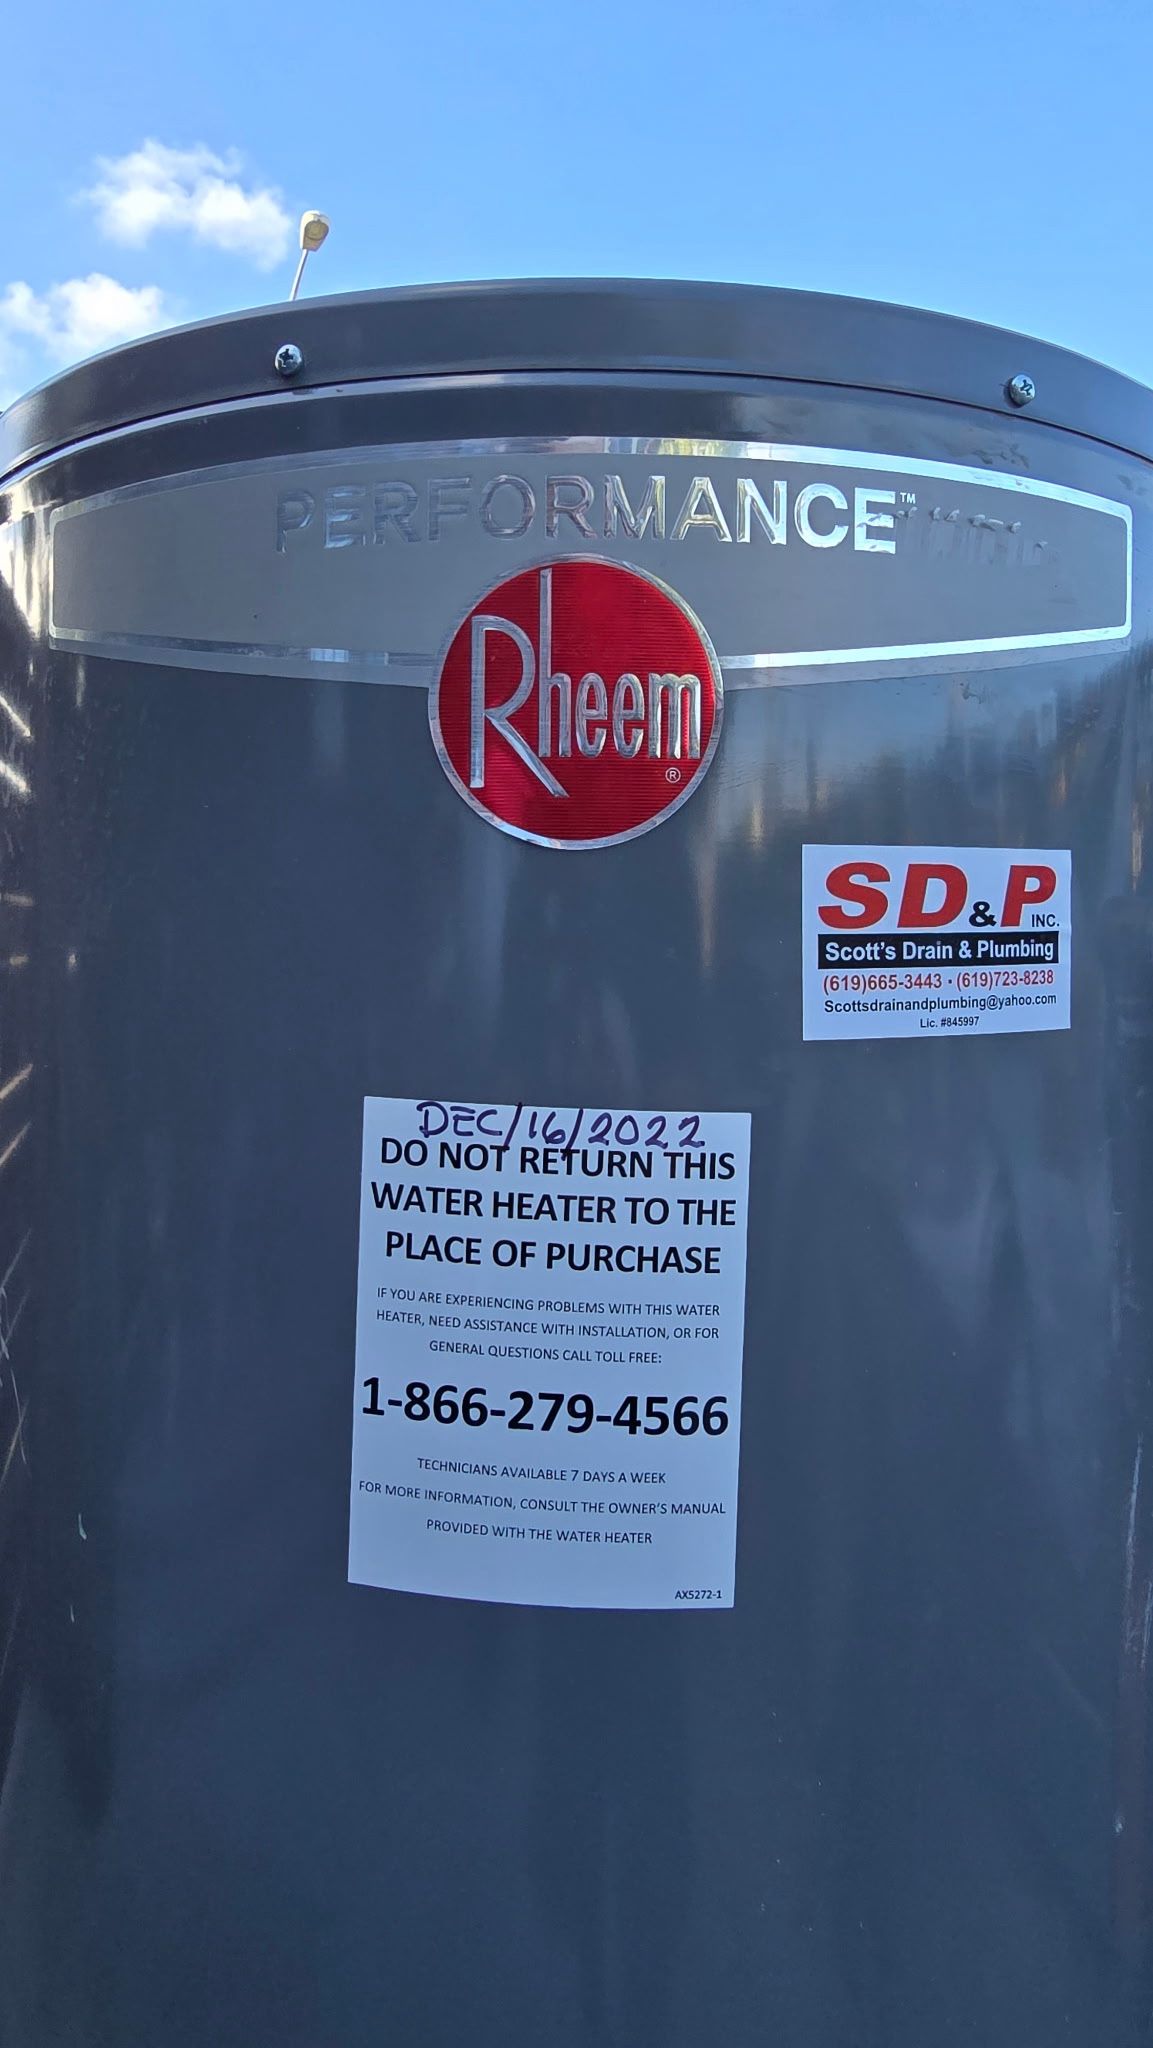 PERFORMANCE™
Rheem
®
SD&P INC.
Scott's Drain & Plumbing
(619)665-3443 • (619)723-8238
Scottsdrainandplumbing@yahoo.com
Lic. #845997
DEC/16/2022
DO NOT RETURN THIS
WATER HEATER TO THE
PLACE OF PURCHASE
IF YOU ARE EXPERIENCING PROBLEMS WITH THIS WATER
HEATER, NEED ASSISTANCE WITH INSTALLATION, OR FOR
GENERAL QUESTIONS CALL TOLL FREE:
1-866-279-4566
TECHNICIANS AVAILABLE 7 DAYS A WEEK
FOR MORE INFORMATION, CONSULT THE OWNER'S MANUAL
PROVIDED WITH THE WATER HEATER
AX5272-1